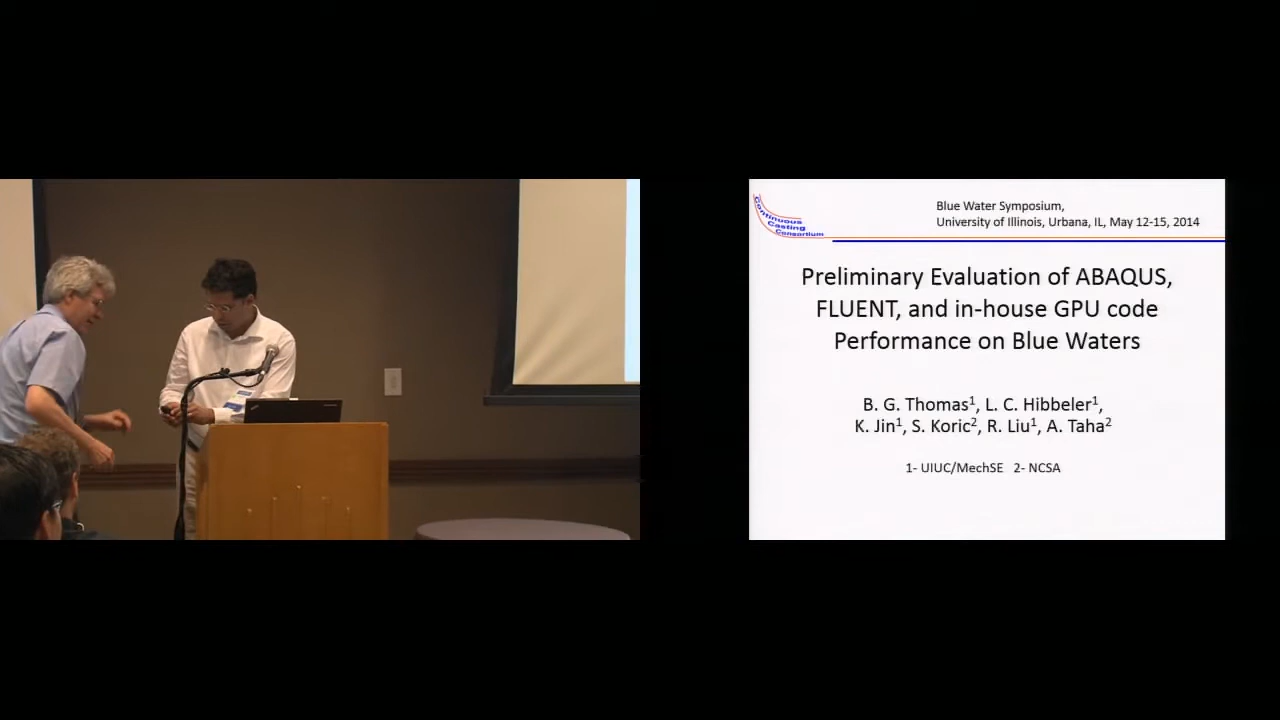 Continuous
Casting
Consortium
Blue Water Symposium,
University of Illinois, Urbana, IL, May 12-15, 2014
Preliminary Evaluation of ABAQUS,
FLUENT, and in-house GPU code
Performance on Blue Waters
B. G. Thomas¹, L. C. Hibbeler¹,
K. Jin¹, S. Koric², R. Liu¹, A. Taha²
1- UIUC/MechSE 2- NCSA